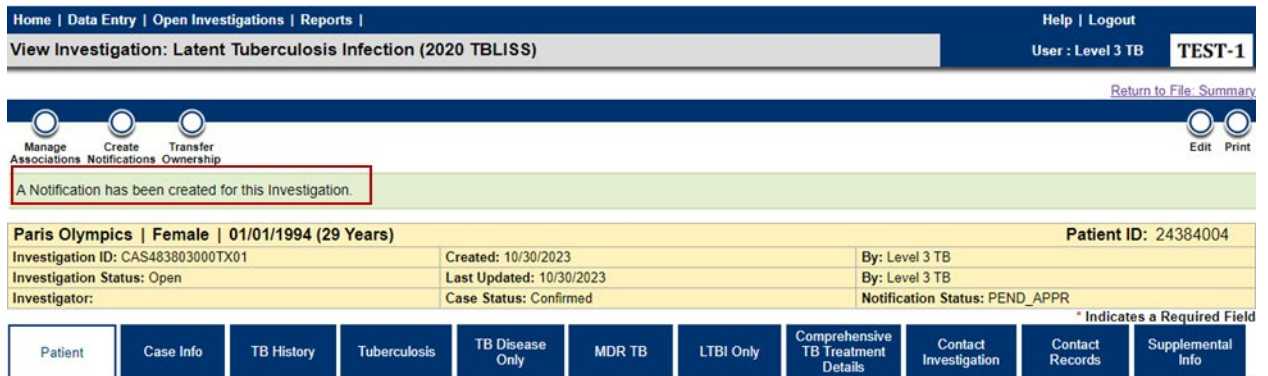 Home | Data Entry | Open Investigations | Reports | Help | Logout
View Investigation: Latent Tuberculosis Infection (2020 TBLISS) User : Level 3 TB TEST-1
Return to File: Summary
Manage Associations Create Notifications Transfer Ownership Edit Print
A Notification has been created for this Investigation.
Paris Olympics | Female | 01/01/1994 (29 Years) Patient ID: 24384004
Investigation ID: CAS483803000TX01 Created: 10/30/2023 By: Level 3 TB
Investigation Status: Open Last Updated: 10/30/2023 By: Level 3 TB
Investigator: Case Status: Confirmed Notification Status: PEND_APPR
* Indicates a Required Field
Patient Case Info TB History Tuberculosis TB Disease Only MDR TB LTBI Only Comprehensive TB Treatment Details Contact Investigation Contact Records Supplemental Info